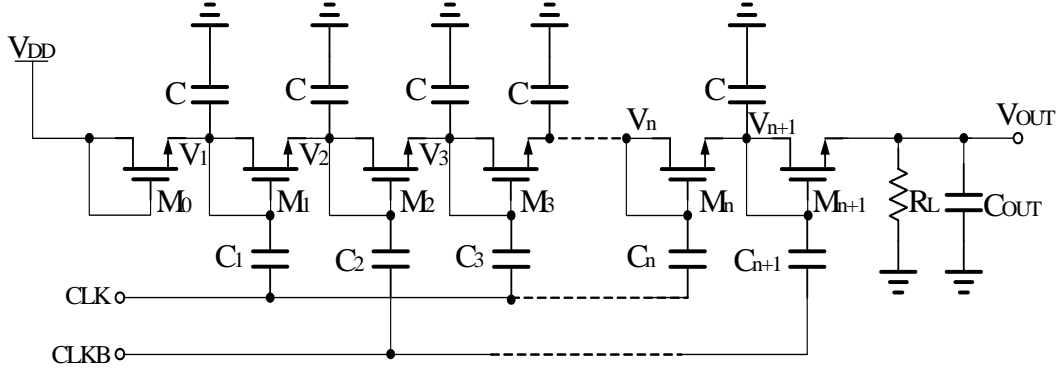 VDD
C C C C C
V1 V2 V3 Vn Vn+1 VOUT
M0 M1 M2 M3 Mn Mn+1 RL COUT
C1 C2 C3 Cn Cn+1
CLK
CLKB